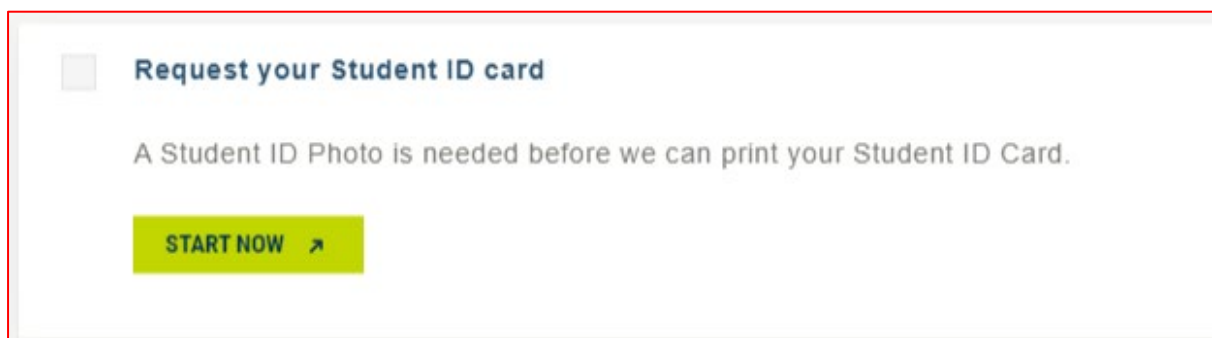 Request your Student ID card
A Student ID Photo is needed before we can print your Student ID Card.
START NOW